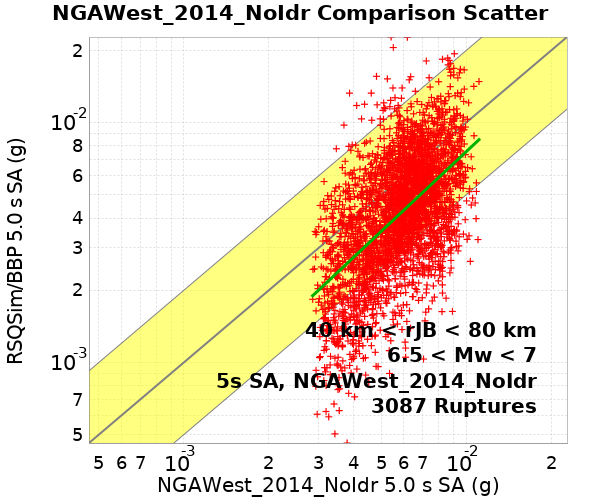 NGAWest_2014_NoIdr Comparison Scatter
RSQSim/BBP 5.0 s SA (g)
2
10-2
8
6
4
3
2
10-3
7
5
40 km < rJB < 80 km
6.5 < Mw < 7
5s SA, NGAWest_2014_NoIdr
3087 Ruptures
5 6 7 10-3 2 3 4 5 6 7 10-2 2
NGAWest_2014_NoIdr 5.0 s SA (g)